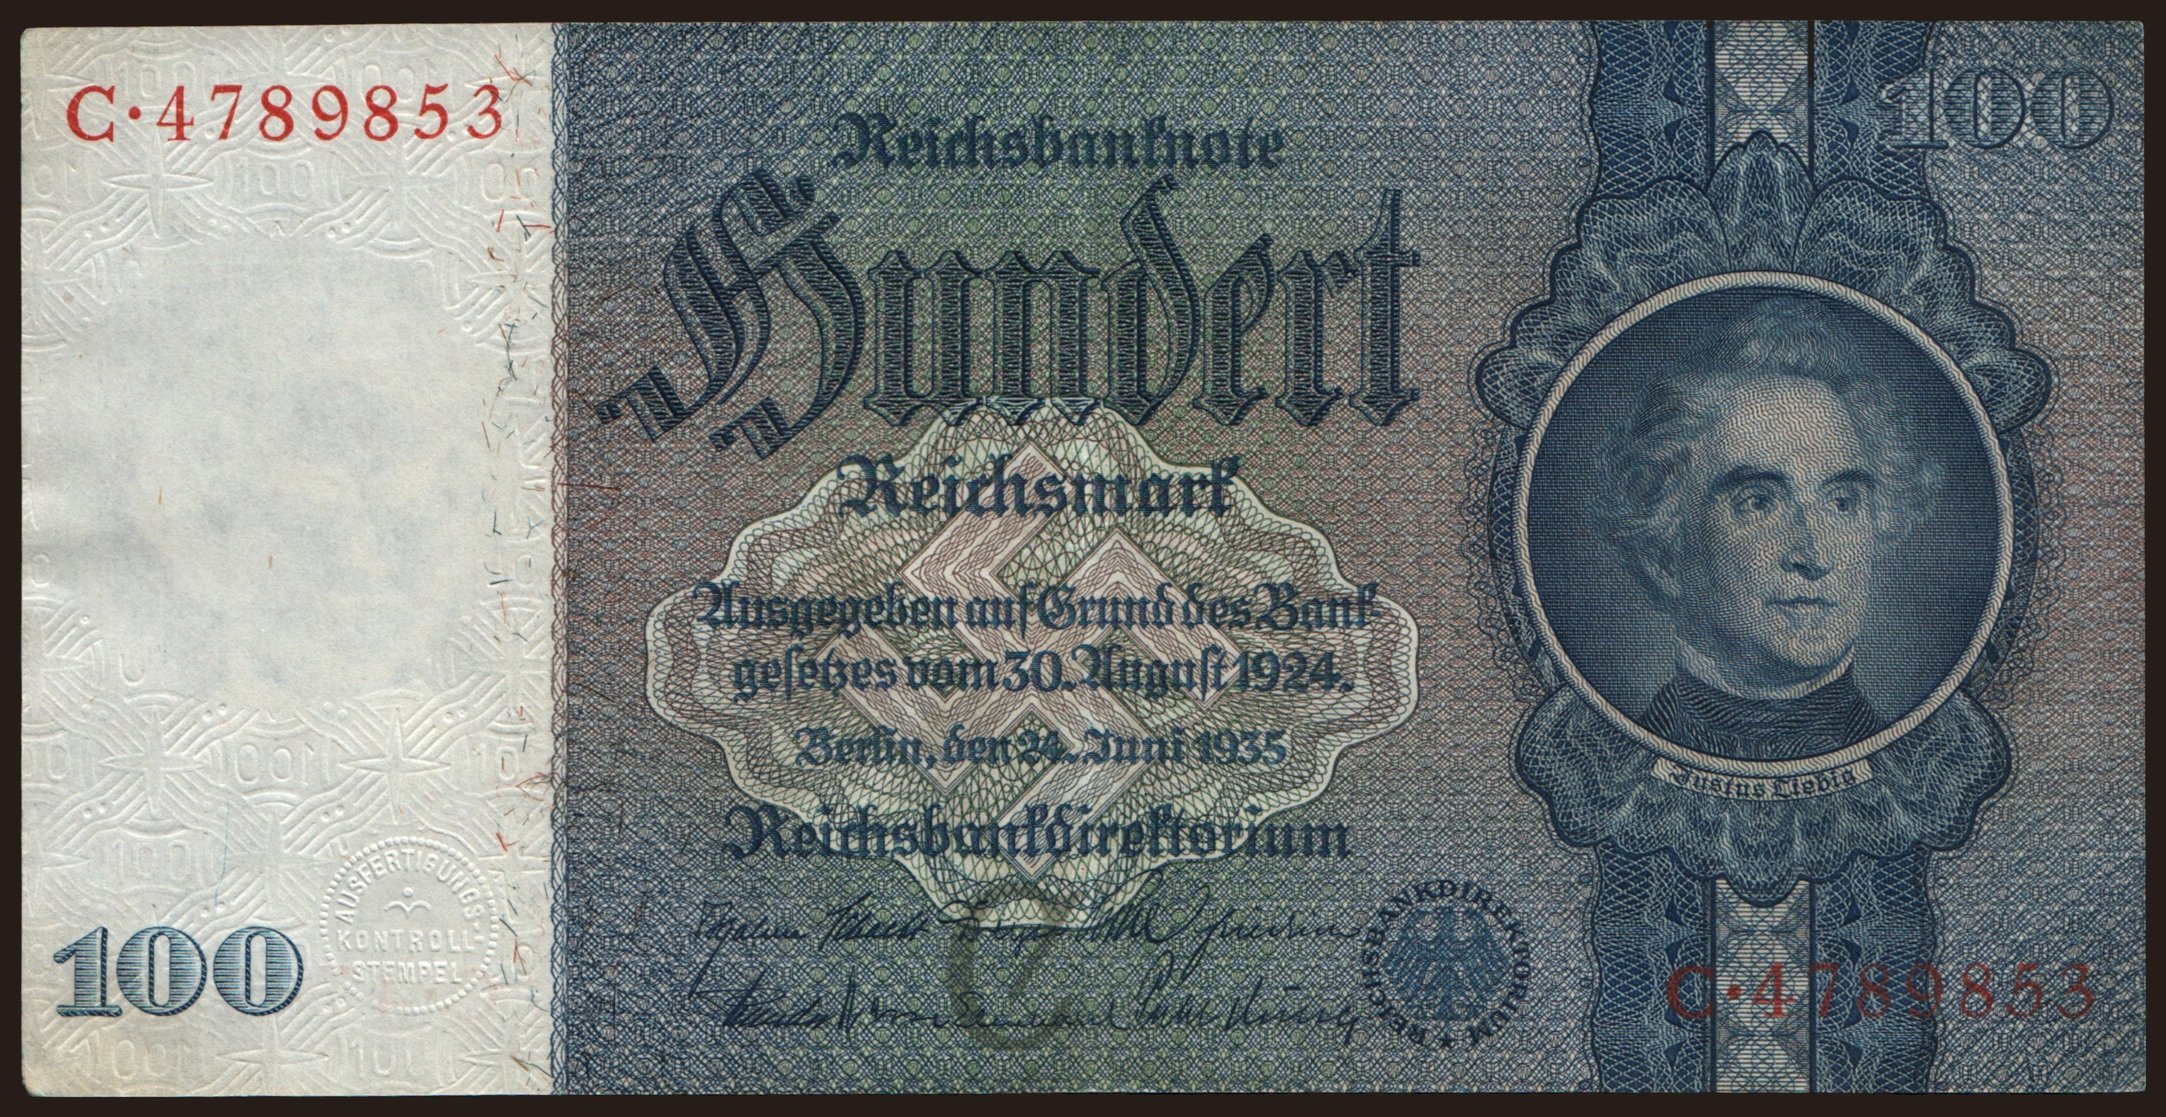 C·4789853
100
Reichsbanknote
Hundert
Reichsmark
Ausgegeben auf Grund des Bank
gesetzes vom 30. August 1924.
Berlin, den 24. Juni 1935
Reichsbankdirektorium
Justus Liebig
REICHSBANKDIREKTORIUM
C·4789853
100
AUSFERTIGUNGS-
KONTROLL-
STEMPEL